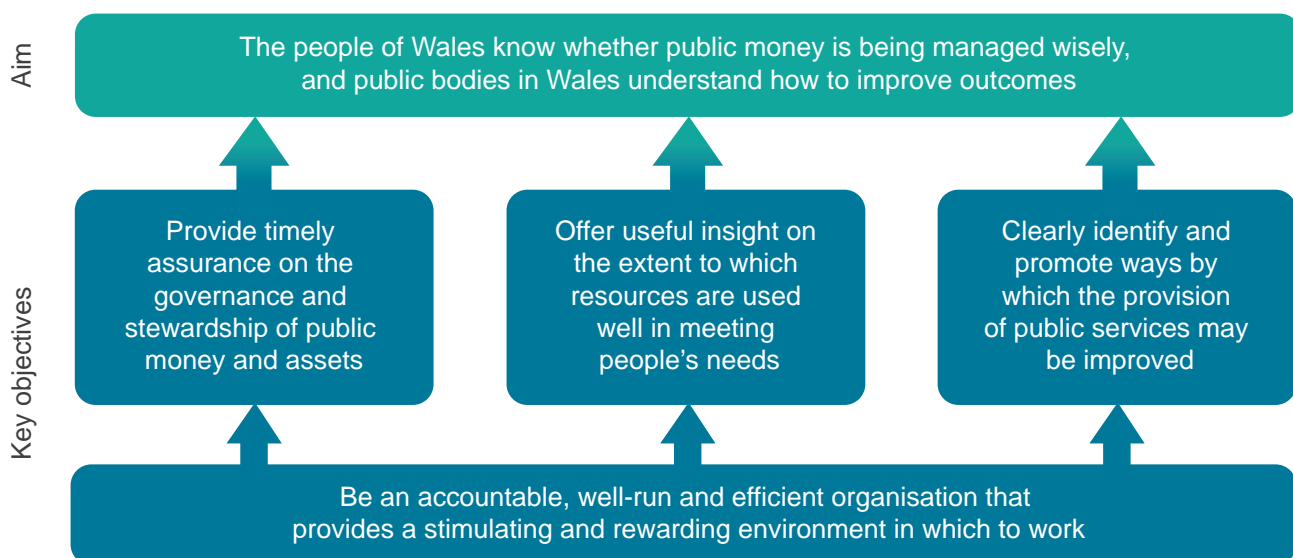 Aim
The people of Wales know whether public money is being managed wisely,
and public bodies in Wales understand how to improve outcomes
Key objectives
Provide timely
assurance on the
governance and
stewardship of public
money and assets
Offer useful insight on
the extent to which
resources are used
well in meeting
people’s needs
Clearly identify and
promote ways by
which the provision
of public services may
be improved
Be an accountable, well-run and efficient organisation that
provides a stimulating and rewarding environment in which to work